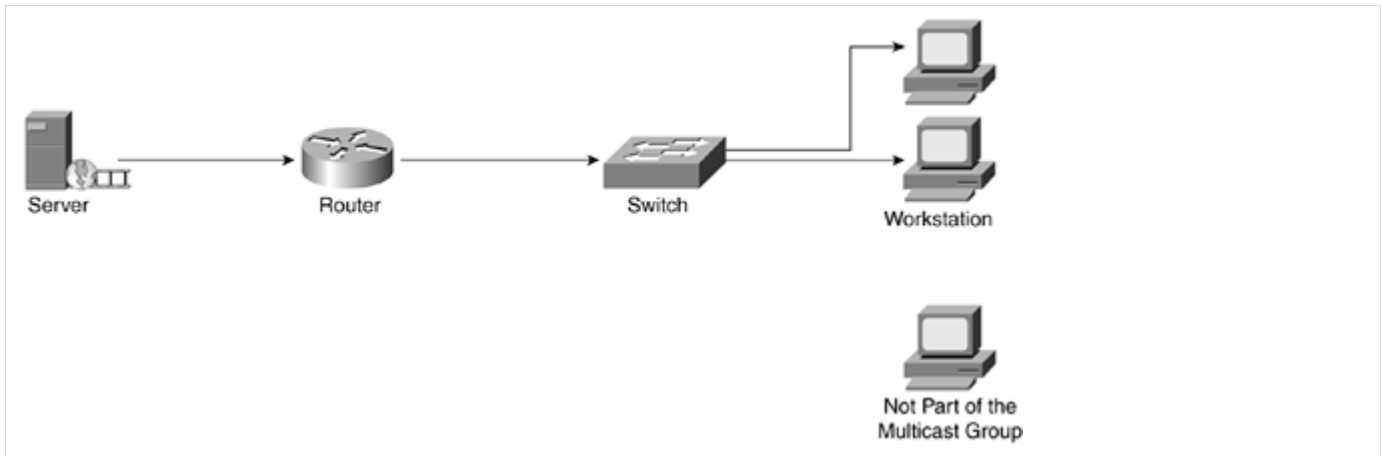 Server
Router
Switch
Workstation
Not Part of the
Multicast Group